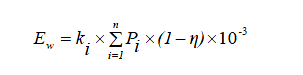 E_w = k_i × ∑_{i=1}^{n} P_i × (1 − η) × 10^{-3}